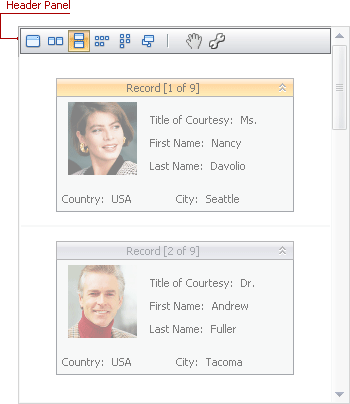 Header Panel
Record [1 of 9]
Title of Courtesy: Ms.
First Name: Nancy
Last Name: Davolio
Country: USA City: Seattle
Record [2 of 9]
Title of Courtesy: Dr.
First Name: Andrew
Last Name: Fuller
Country: USA City: Tacoma